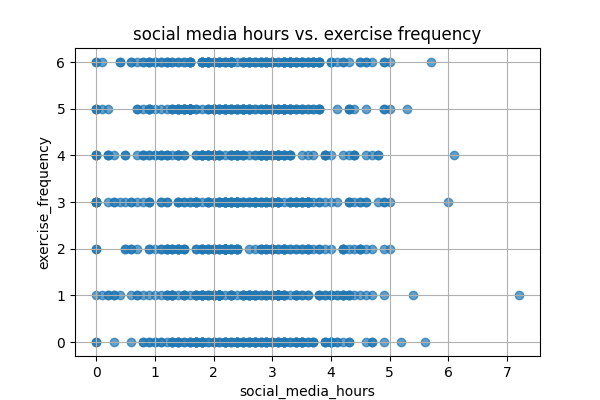 social media hours vs. exercise frequency
6
5
4
3
2
1
0
exercise_frequency
0 1 2 3 4 5 6 7
social_media_hours